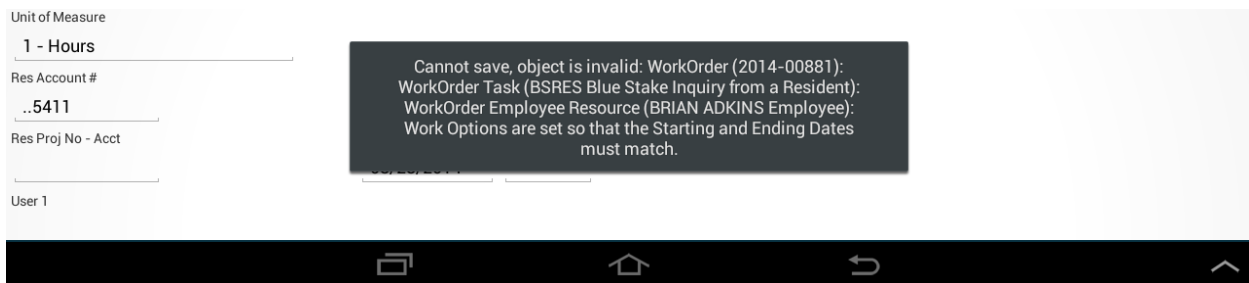 Unit of Measure
1 - Hours
Res Account #
..5411
Res Proj No - Acct
User 1
Cannot save, object is invalid: WorkOrder (2014-00881):
WorkOrder Task (BSRES Blue Stake Inquiry from a Resident):
WorkOrder Employee Resource (BRIAN ADKINS Employee):
Work Options are set so that the Starting and Ending Dates
must match.